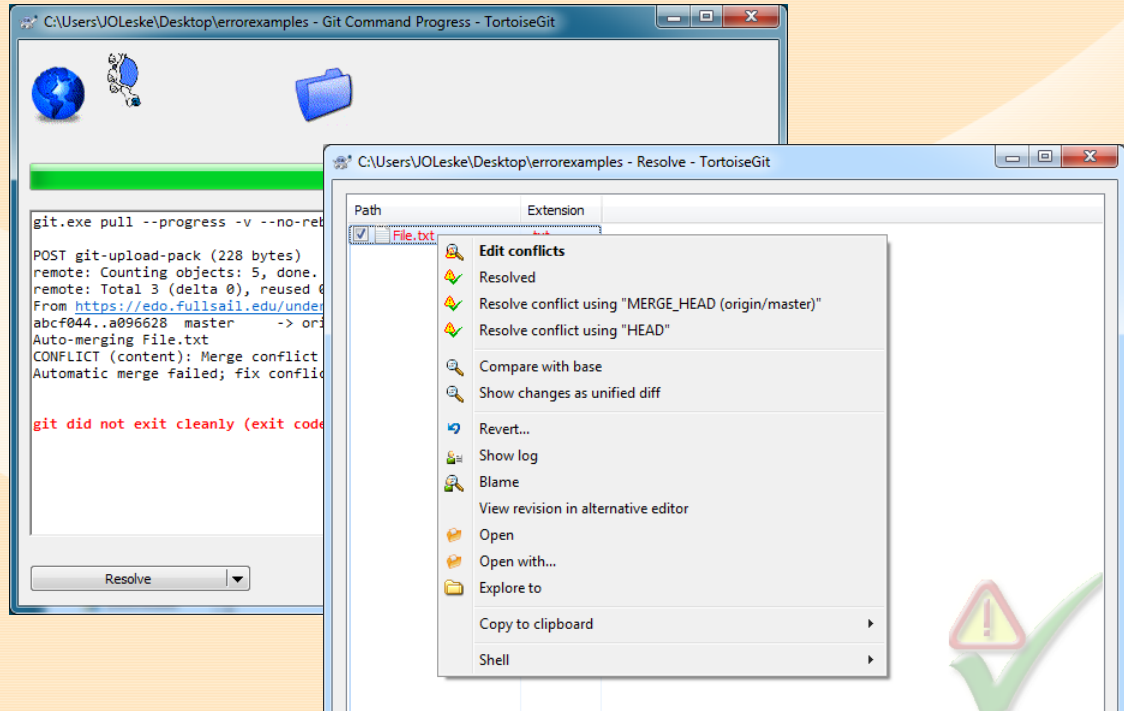 C:\Users\JOLeske\Desktop\errorexamples - Git Command Progress - TortoiseGit
git.exe pull --progress -v --no-reb
POST git-upload-pack (228 bytes)
remote: Counting objects: 5, done.
remote: Total 3 (delta 0), reused
From https://edo.fullsail.edu/under
abcf044..a096628 master -> ori
Auto-merging File.txt
CONFLICT (content): Merge conflict
Automatic merge failed; fix conflic
git did not exit cleanly (exit code
Resolve
C:\Users\JOLeske\Desktop\errorexamples - Resolve - TortoiseGit
Path Extension
File.txt .txt
Edit conflicts
Resolved
Resolve conflict using "MERGE_HEAD (origin/master)"
Resolve conflict using "HEAD"
Compare with base
Show changes as unified diff
Revert...
Show log
Blame
View revision in alternative editor
Open
Open with...
Explore to
Copy to clipboard
Shell